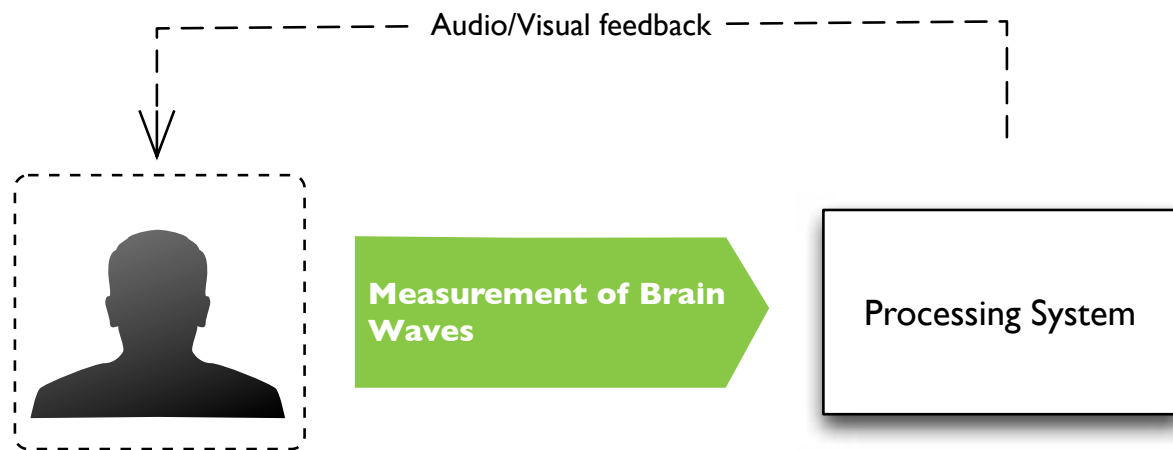 Audio/Visual feedback
Measurement of Brain
Waves
Processing System